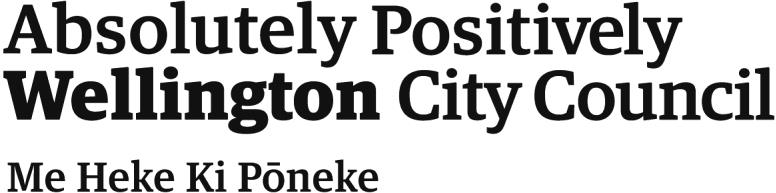 Absolutely Positively
Wellington City Council
Me Heke Ki Pōneke